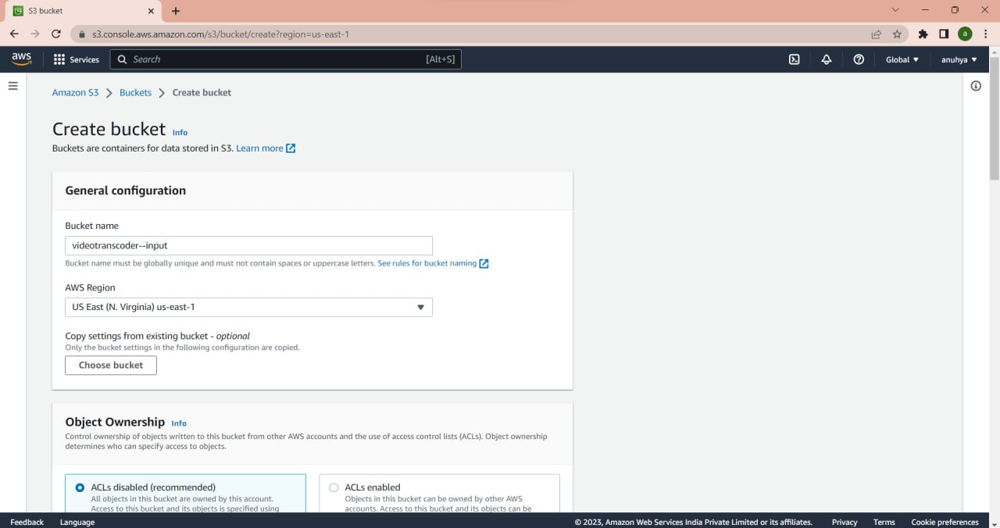 S3 bucket
s3.console.aws.amazon.com/s3/bucket/create?region=us-east-1
a
aws
Services
Search
[Alt+S]
Global
anuhya
Amazon S3
Buckets
Create bucket
Create bucket Info
Buckets are containers for data stored in S3. Learn more
General configuration
Bucket name
videotranscoder--input
Bucket name must be globally unique and must not contain spaces or uppercase letters. See rules for bucket naming
AWS Region
US East (N. Virginia) us-east-1
Copy settings from existing bucket - optional
Only the bucket settings in the following configuration are copied.
Choose bucket
Object Ownership Info
Control ownership of objects written to this bucket from other AWS accounts and the use of access control lists (ACLs). Object ownership
determines who can specify access to objects.
ACLs disabled (recommended)
All objects in this bucket are owned by this account.
Access to this bucket and its objects is specified using
ACLs enabled
Objects in this bucket can be owned by other AWS
accounts. Access to this bucket and its objects can be
Feedback
Language
© 2023, Amazon Web Services India Private Limited or its affiliates.
Privacy
Terms
Cookie preferences